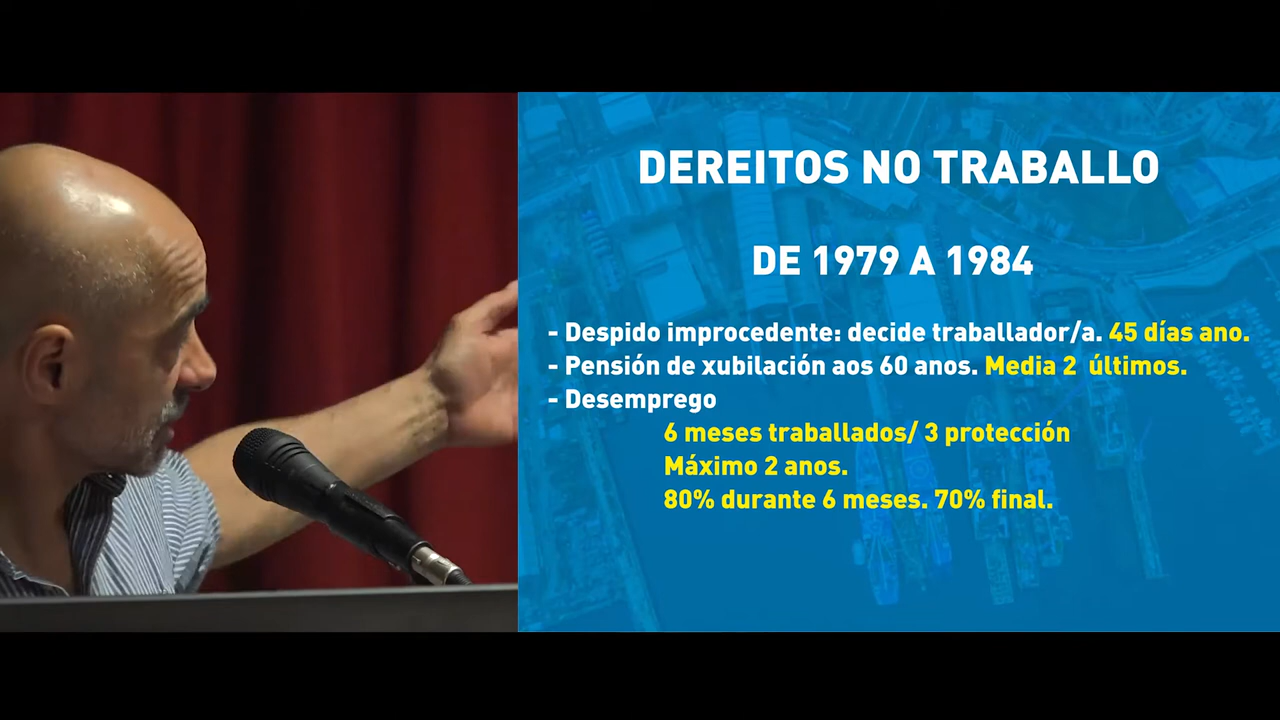 DEREITOS NO TRABALLO
DE 1979 A 1984
- Despido improcedente: decide traballador/a. 45 días ano.
- Pensión de xubilación aos 60 anos. Media 2 últimos.
- Desemprego
6 meses traballados/ 3 protección
Máximo 2 anos.
80% durante 6 meses. 70% final.